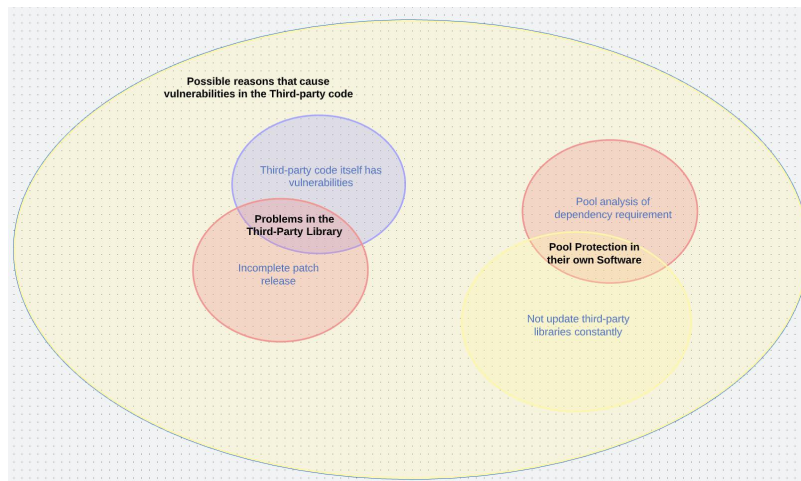 Possible reasons that cause
vulnerabilities in the Third-party code
Third-party code itself has
vulnerabilities
Problems in the
Third-Party Library
Incomplete patch
release
Pool analysis of
dependency requirement
Pool Protection in
their own Software
Not update third-party
libraries constantly